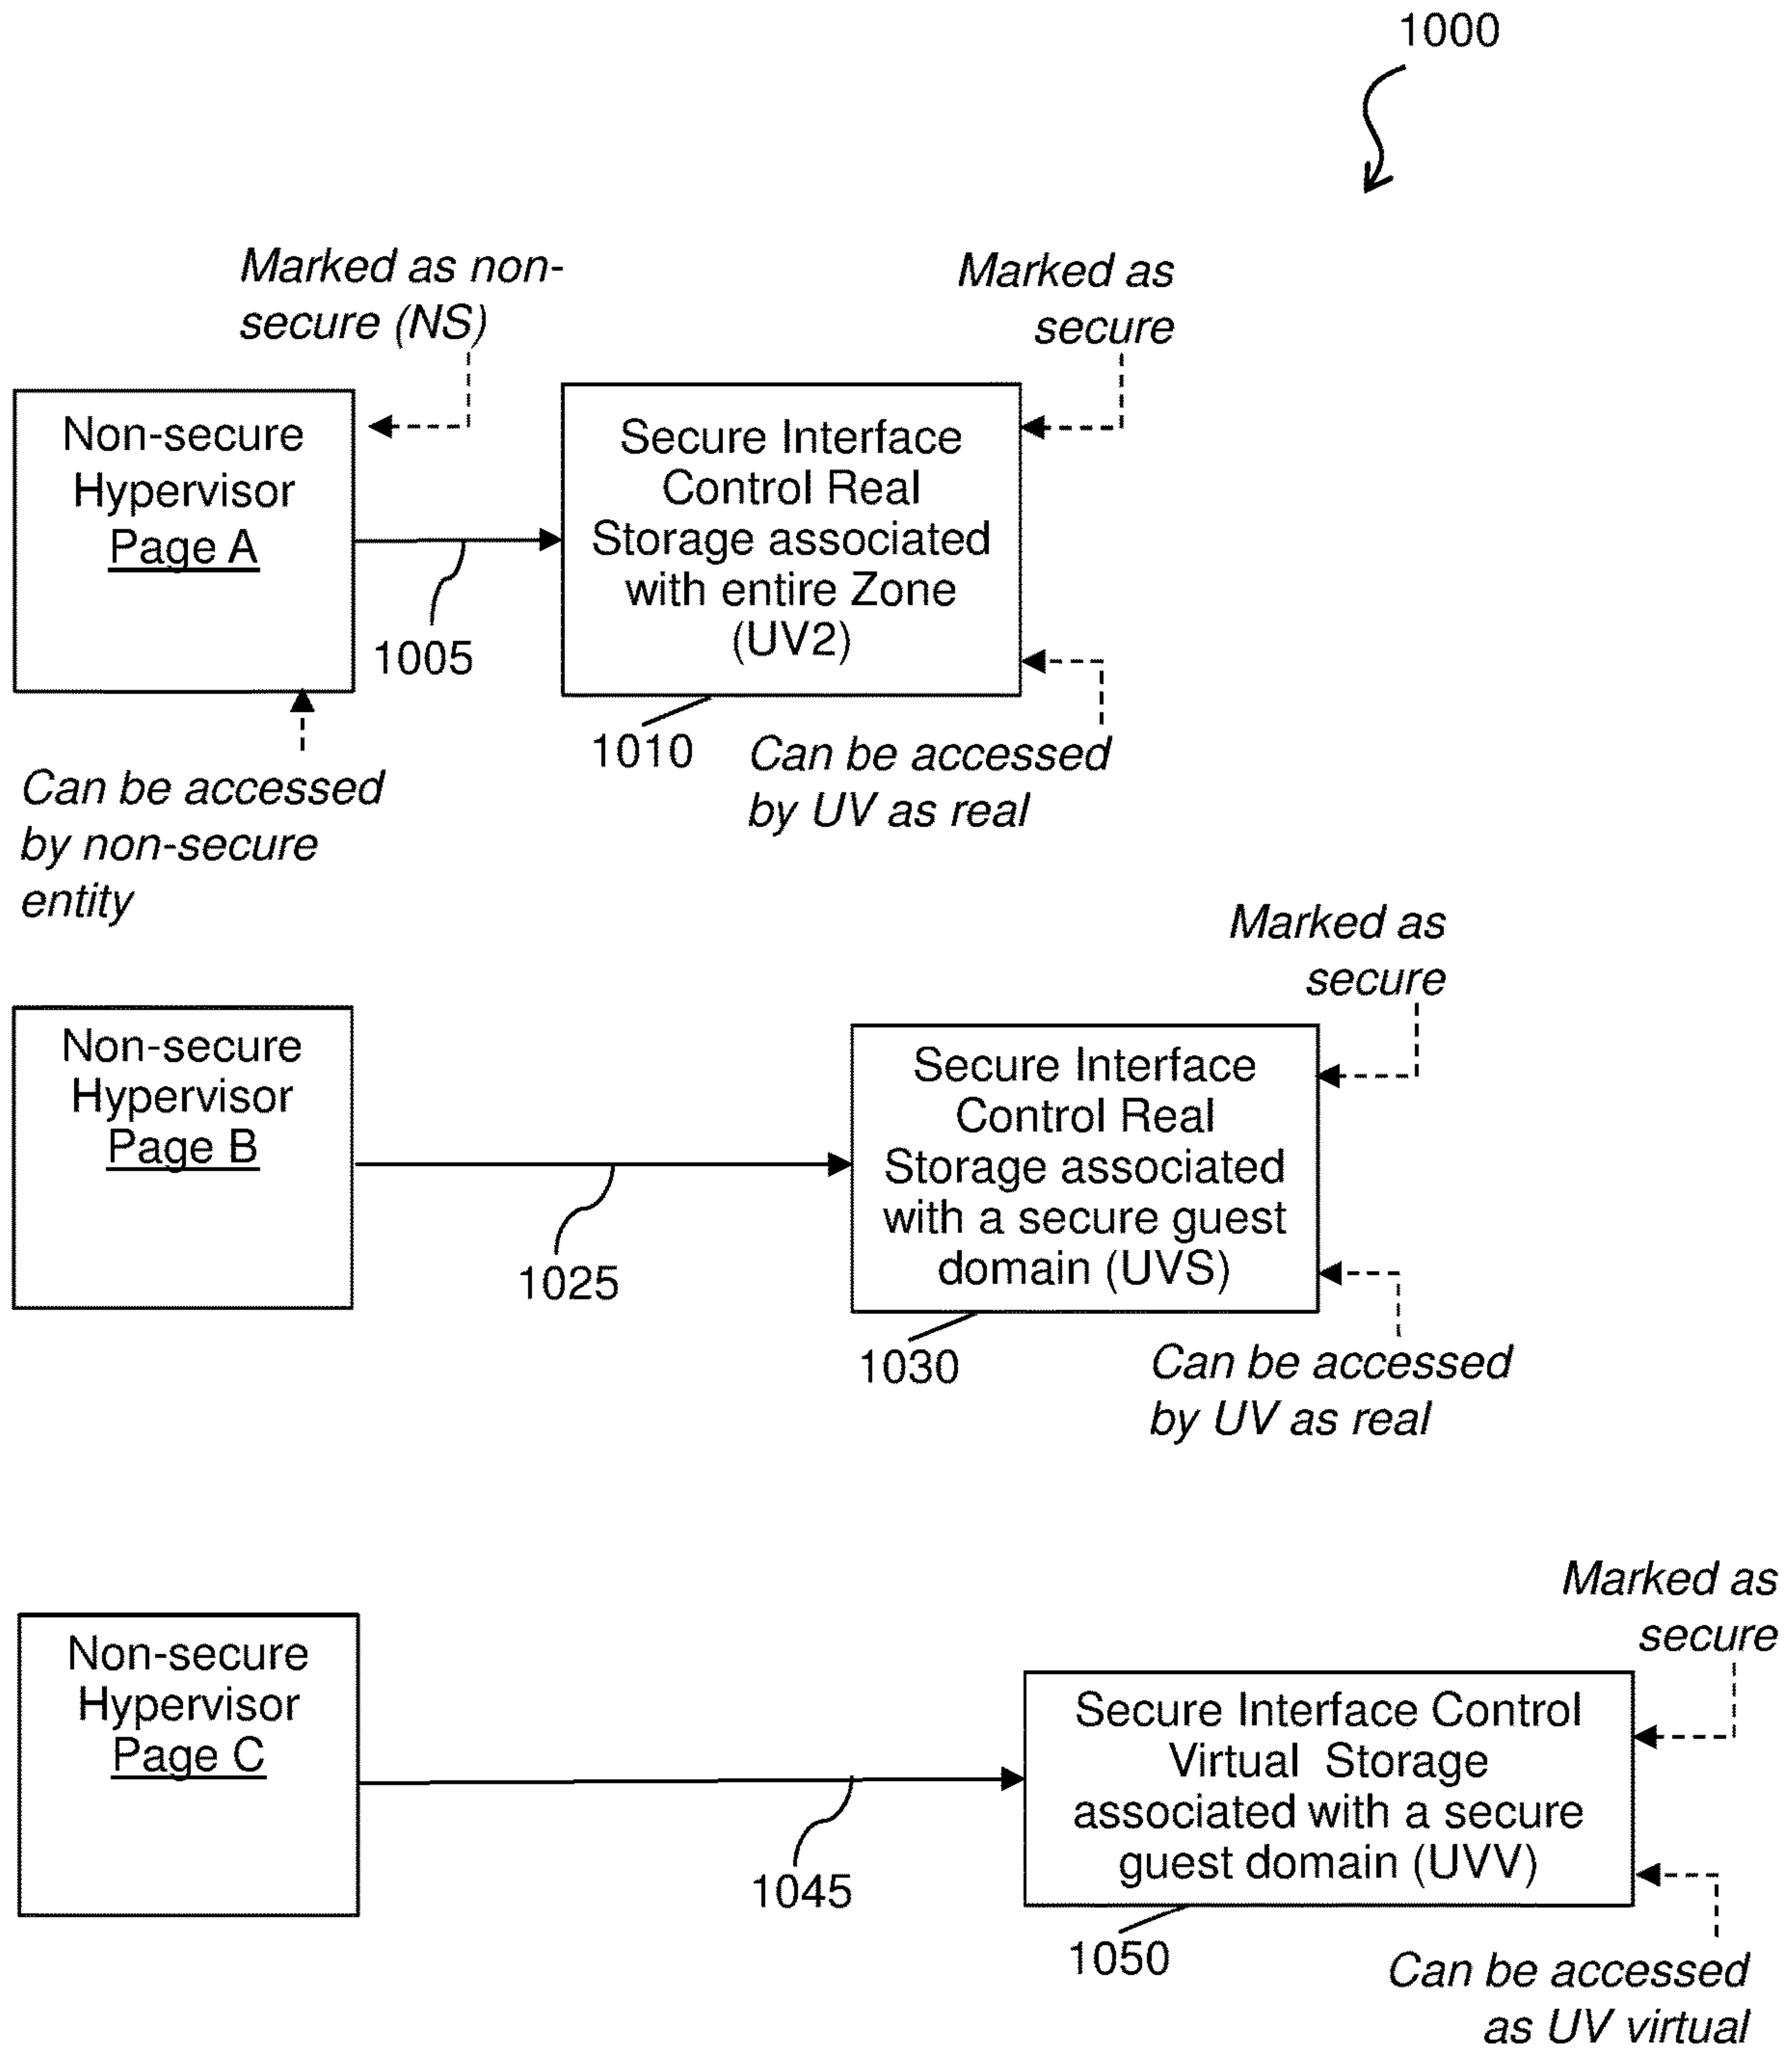 1000
Marked as non-
secure (NS)
Marked as
secure
Non-secure
Hypervisor
Page A
Secure Interface
Control Real
Storage associated
with entire Zone
(UV2)
1005
1010
Can be accessed
by UV as real
Can be accessed
by non-secure
entity
Marked as
secure
Non-secure
Hypervisor
Page B
Secure Interface
Control Real
Storage associated
with a secure guest
domain (UVS)
1025
1030
Can be accessed
by UV as real
Marked as
secure
Non-secure
Hypervisor
Page C
Secure Interface Control
Virtual Storage
associated with a secure
guest domain (UVV)
1045
1050
Can be accessed
as UV virtual